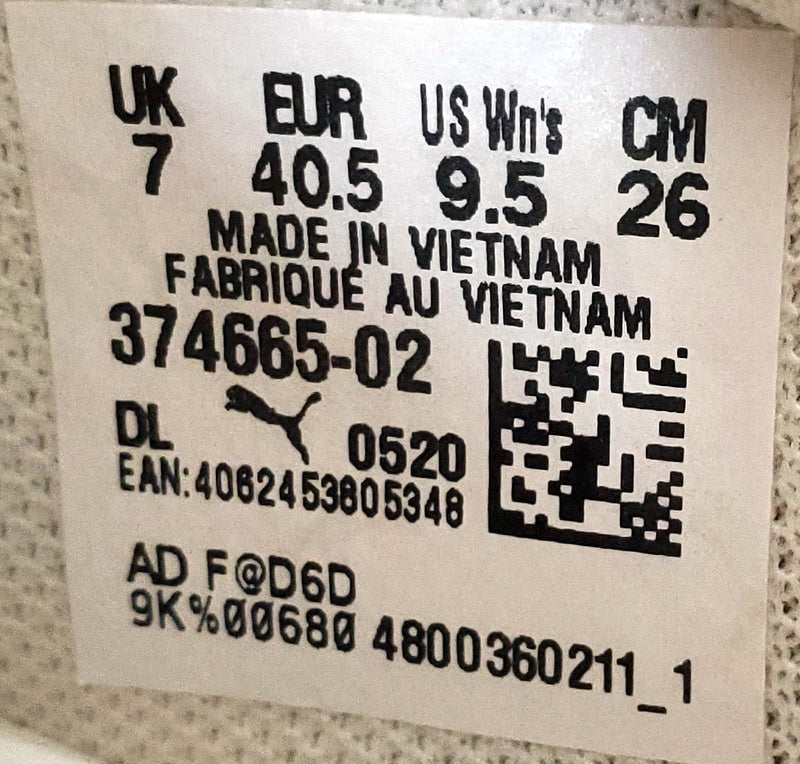 UK EUR US Wn's CM
7 40.5 9.5 26
MADE IN VIETNAM
FABRIQUÉ AU VIETNAM
374665-02
DL 0520
EAN:4062453605348
AD F@D6D
9K%00680 4800360211_1